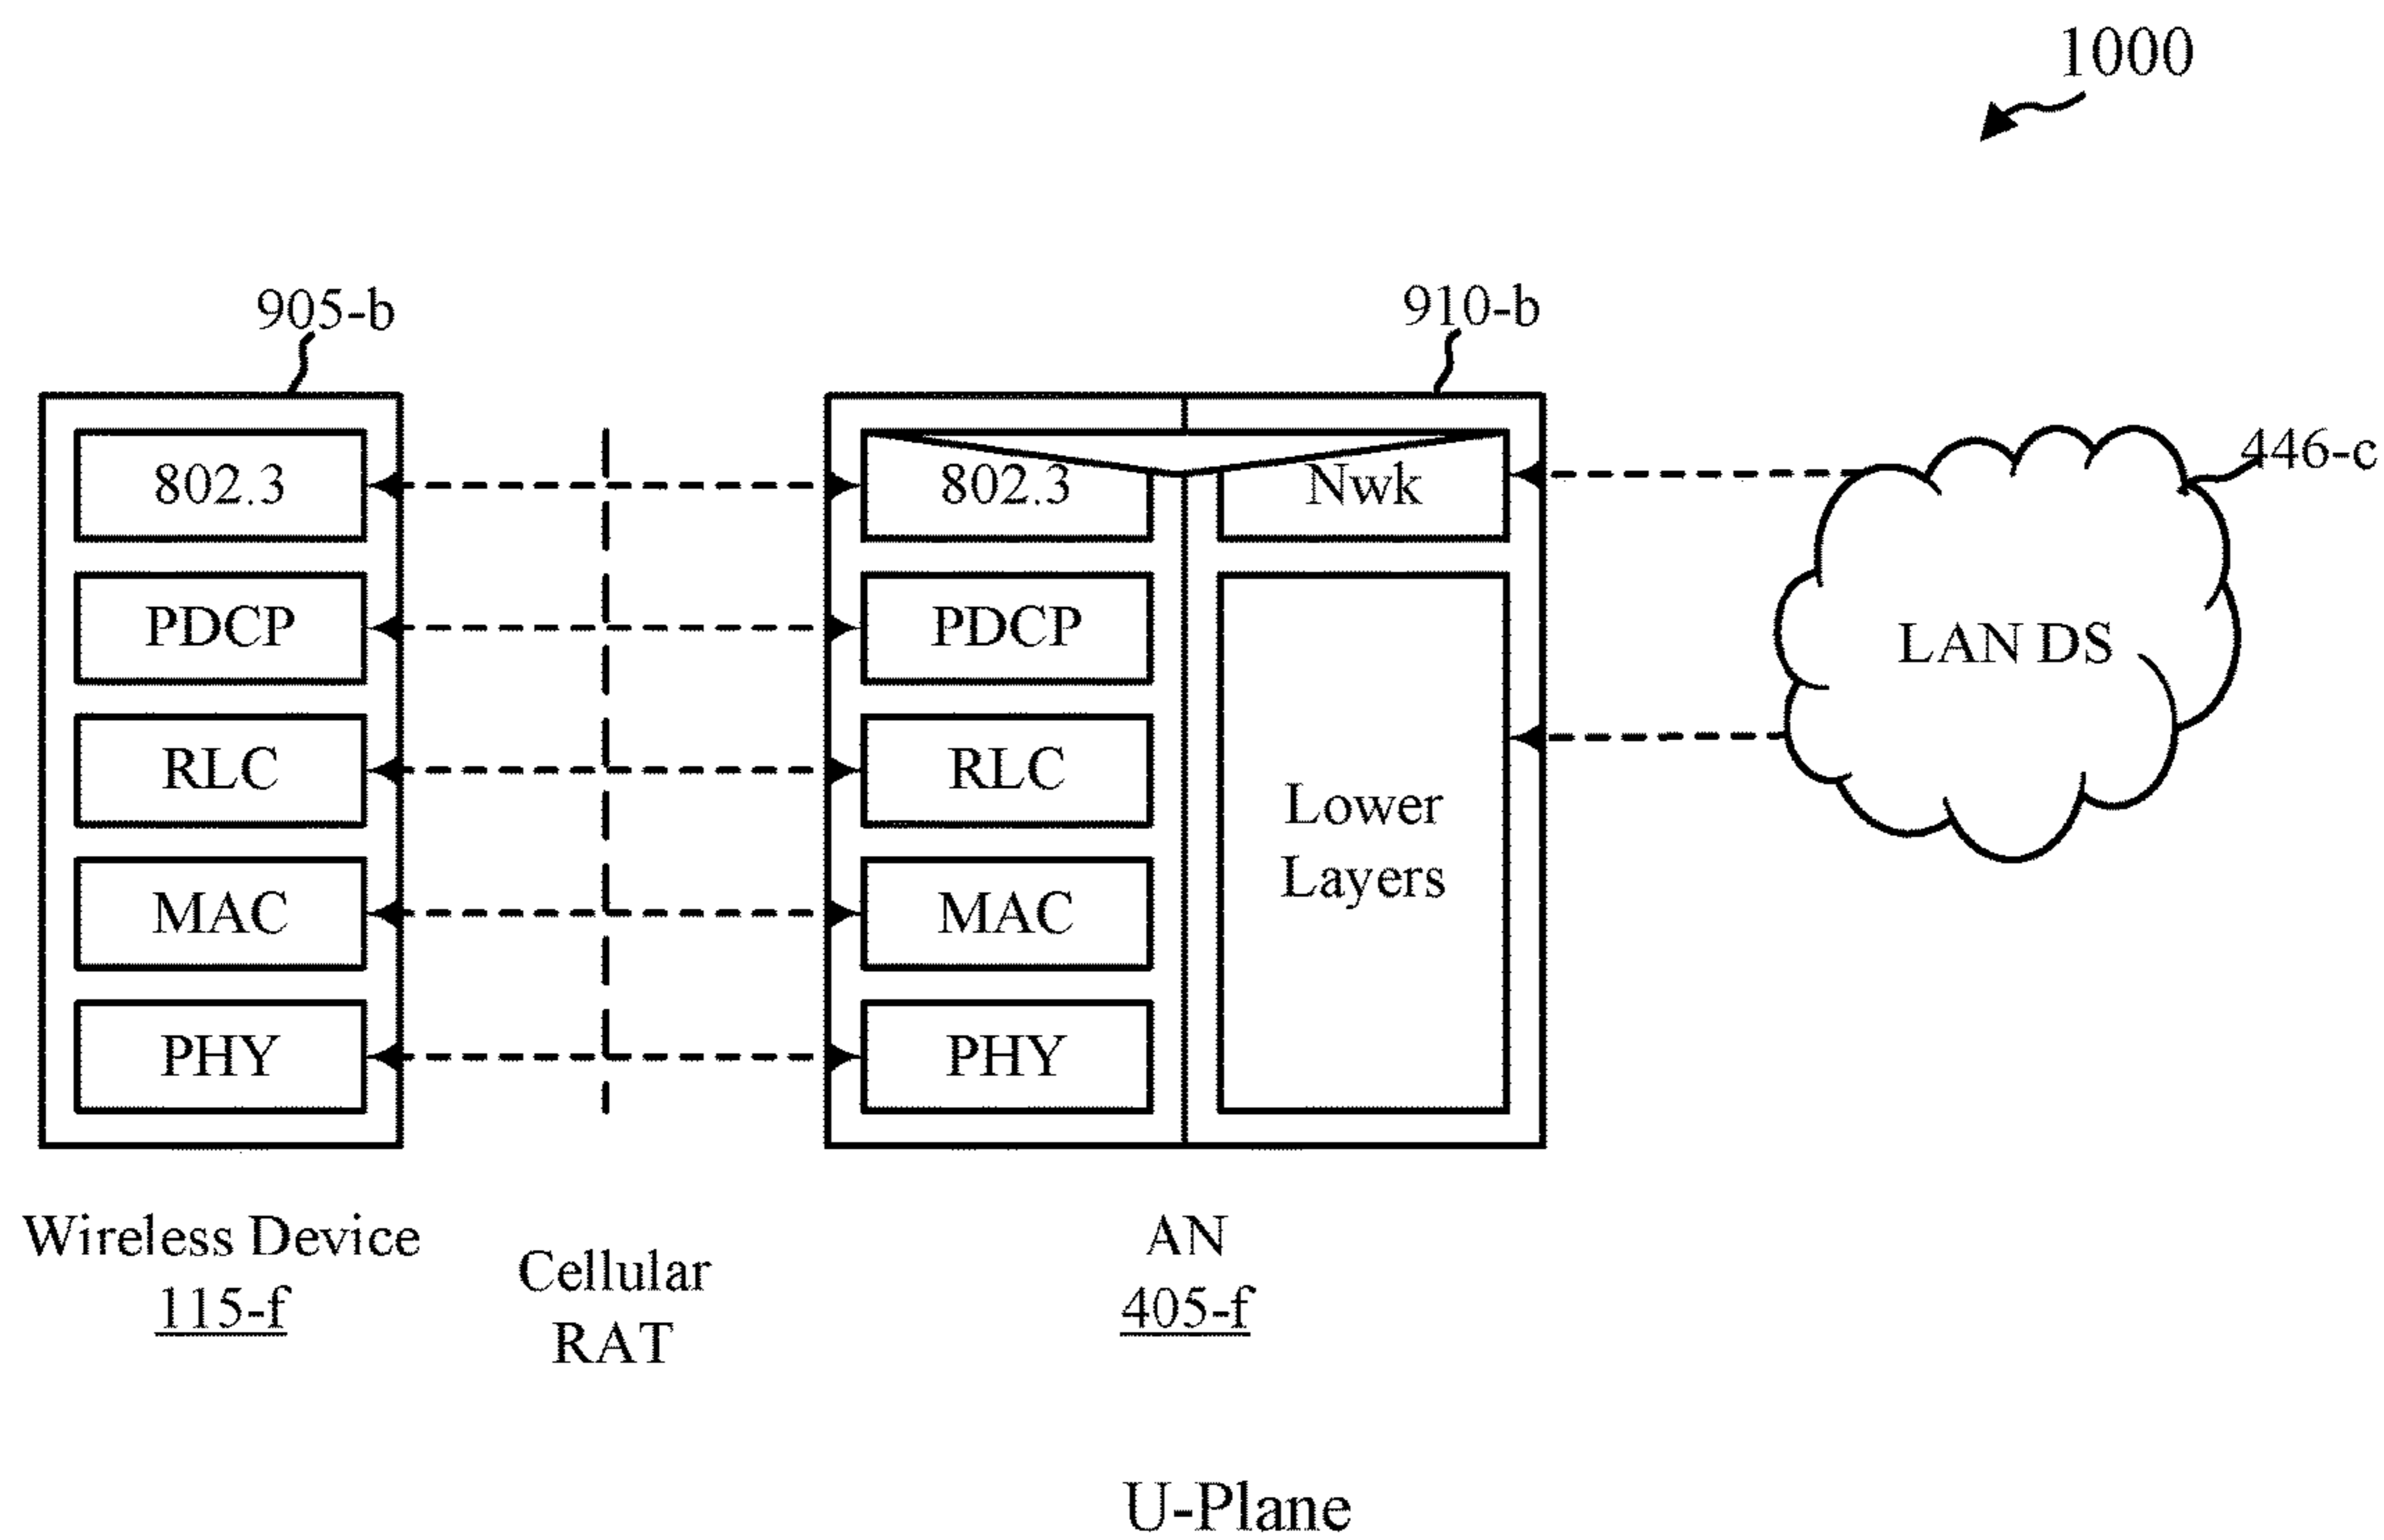 1000
905-b
910-b
446-c
802.3
802.3
Nwk
PDCP
PDCP
LAN DS
RLC
RLC
Lower
Layers
MAC
MAC
PHY
PHY
Wireless Device
115-f
Cellular
RAT
AN
405-f
U-Plane